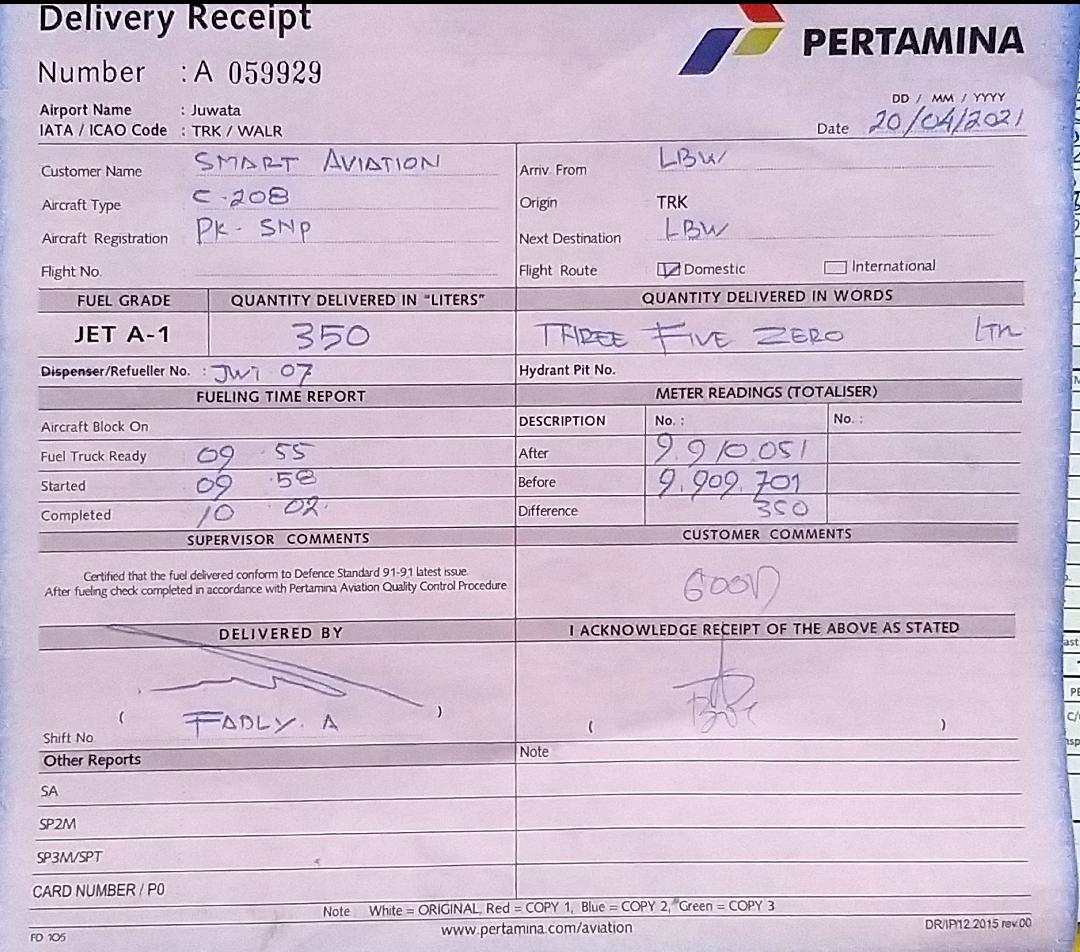 Delivery Receipt
PERTAMINA
Number : A 059929
Airport Name : Juwata
IATA / ICAO Code : TRK / WALR
DD / MM / YYYY
Date 20/04/2021
Customer Name SMART AVIATION
Arriv. From LBW
Aircraft Type C-208
Origin TRK
Aircraft Registration PK - SNP
Next Destination LBW
Flight No.
Flight Route Domestic International
FUEL GRADE QUANTITY DELIVERED IN "LITERS" QUANTITY DELIVERED IN WORDS
JET A-1 350 THREE FIVE ZERO LTR
Dispenser/Refueller No. : JWT 07
Hydrant Pit No.
FUELING TIME REPORT METER READINGS (TOTALISER)
Aircraft Block On
DESCRIPTION No. : No. :
Fuel Truck Ready 09 55
After 9.910.051
Started 09 .58
Before 9.909.701
Completed 10 02.
Difference 350
SUPERVISOR COMMENTS CUSTOMER COMMENTS
Certified that the fuel delivered conform to Defence Standard 91-91 latest issue.
After fueling check completed in accordance with Pertamina Aviation Quality Control Procedure
GOOD
DELIVERED BY I ACKNOWLEDGE RECEIPT OF THE ABOVE AS STATED
( FADLY. A )
( )
Shift No
Other Reports
Note
SA
SP2M
SP3M/SPT
CARD NUMBER / PO
Note White = ORIGINAL, Red = COPY 1, Blue = COPY 2, Green = COPY 3
www.pertamina.com/aviation
FD 105
DR/IP/12.2015 rev.00